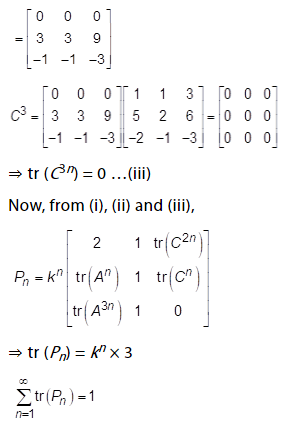 = [0 0 0
3 3 9
−1 −1 −3]
C³ = [0 0 0
3 3 9
−1 −1 −3] [1 1 3
5 2 6
−2 −1 −3] = [0 0 0
0 0 0
0 0 0]
⇒ tr (C³ⁿ) = 0 …(iii)
Now, from (i), (ii) and (iii),
Pₙ = kⁿ [2 1 tr(C²ⁿ)
tr(Aⁿ) 1 tr(Cⁿ)
tr(A³ⁿ) 1 0]
⇒ tr (Pₙ) = kⁿ × 3
∞
∑ tr(Pₙ) = 1
n=1